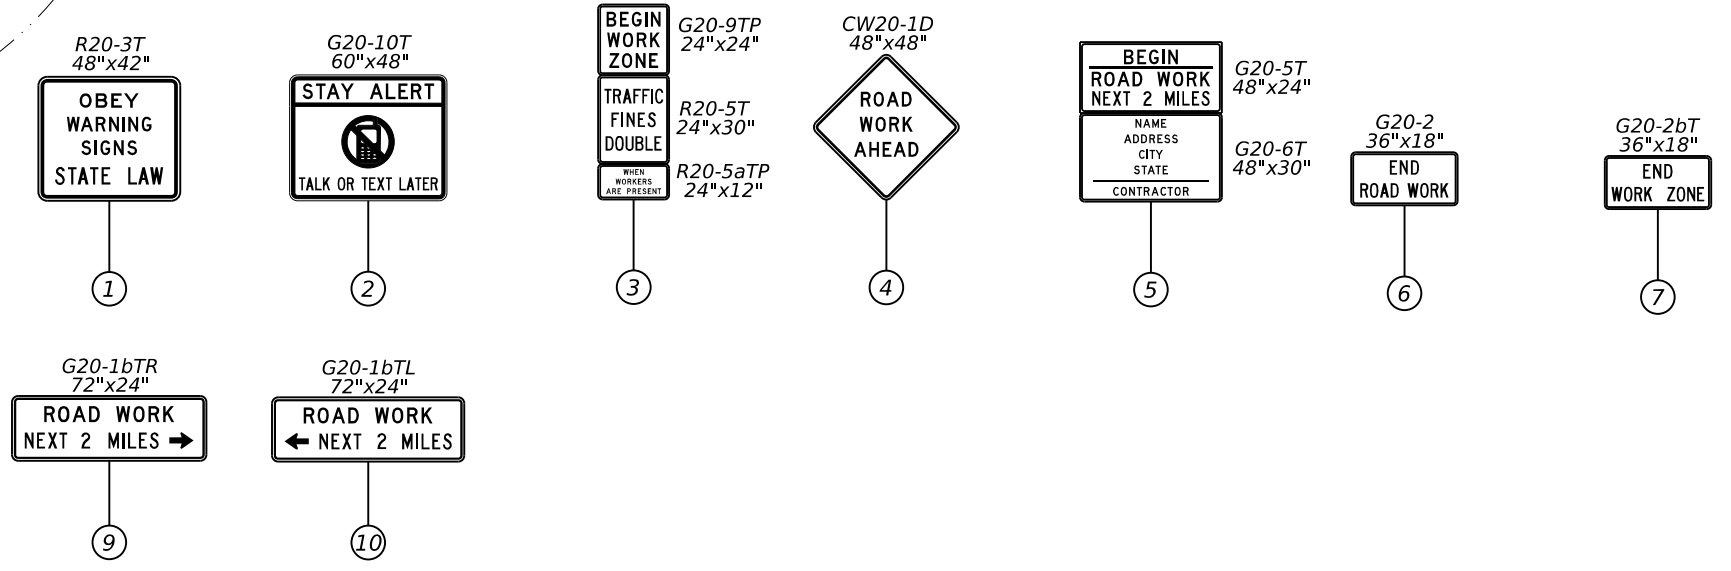 R20-3T
48"x42"
OBEY
WARNING
SIGNS
STATE LAW
1
G20-10T
60"x48"
STAY ALERT
TALK OR TEXT LATER
2
BEGIN
WORK
ZONE
G20-9TP
24"x24"
TRAFFIC
FINES
DOUBLE
R20-5T
24"x30"
WHEN
WORKERS
ARE PRESENT
R20-5aTP
24"x12"
3
CW20-1D
48"x48"
ROAD
WORK
AHEAD
4
BEGIN
ROAD WORK
NEXT 2 MILES
G20-5T
48"x24"
NAME
ADDRESS
CITY
STATE
CONTRACTOR
G20-6T
48"x30"
5
G20-2
36"x18"
END
ROAD WORK
6
G20-2bT
36"x18"
END
WORK ZONE
7
G20-1bTR
72"x24"
ROAD WORK
NEXT 2 MILES
9
G20-1bTL
72"x24"
ROAD WORK
NEXT 2 MILES
10